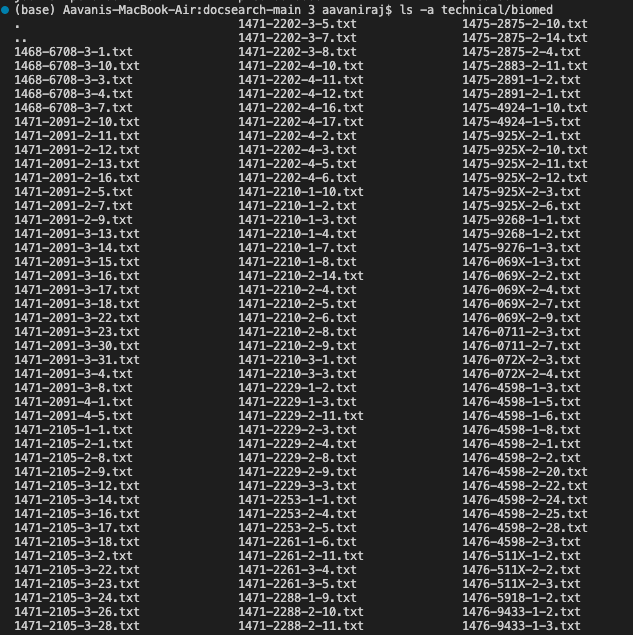 (base) Aavanis-MacBook-Air:docsearch-main 3 aavaniraj$ ls -a technical/biomed
. 1471-2202-3-5.txt 1475-2875-2-10.txt
.. 1471-2202-3-7.txt 1475-2875-2-14.txt
1468-6708-3-1.txt 1471-2202-3-8.txt 1475-2875-2-4.txt
1468-6708-3-10.txt 1471-2202-4-10.txt 1475-2883-2-11.txt
1468-6708-3-3.txt 1471-2202-4-11.txt 1475-2891-1-2.txt
1468-6708-3-4.txt 1471-2202-4-12.txt 1475-2891-2-1.txt
1468-6708-3-7.txt 1471-2202-4-16.txt 1475-4924-1-10.txt
1471-2091-2-10.txt 1471-2202-4-17.txt 1475-4924-1-5.txt
1471-2091-2-11.txt 1471-2202-4-2.txt 1475-925X-2-1.txt
1471-2091-2-12.txt 1471-2202-4-3.txt 1475-925X-2-10.txt
1471-2091-2-13.txt 1471-2202-4-5.txt 1475-925X-2-11.txt
1471-2091-2-16.txt 1471-2202-4-6.txt 1475-925X-2-12.txt
1471-2091-2-5.txt 1471-2210-1-10.txt 1475-925X-2-3.txt
1471-2091-2-7.txt 1471-2210-1-2.txt 1475-925X-2-6.txt
1471-2091-2-9.txt 1471-2210-1-3.txt 1475-9268-1-1.txt
1471-2091-3-13.txt 1471-2210-1-4.txt 1475-9268-1-2.txt
1471-2091-3-14.txt 1471-2210-1-7.txt 1475-9276-1-3.txt
1471-2091-3-15.txt 1471-2210-1-8.txt 1476-069X-1-3.txt
1471-2091-3-16.txt 1471-2210-2-14.txt 1476-069X-2-2.txt
1471-2091-3-17.txt 1471-2210-2-4.txt 1476-069X-2-4.txt
1471-2091-3-18.txt 1471-2210-2-5.txt 1476-069X-2-7.txt
1471-2091-3-22.txt 1471-2210-2-6.txt 1476-069X-2-9.txt
1471-2091-3-23.txt 1471-2210-2-8.txt 1476-0711-2-3.txt
1471-2091-3-30.txt 1471-2210-2-9.txt 1476-0711-2-7.txt
1471-2091-3-31.txt 1471-2210-3-1.txt 1476-072X-2-3.txt
1471-2091-3-4.txt 1471-2210-3-3.txt 1476-072X-2-4.txt
1471-2091-3-8.txt 1471-2229-1-2.txt 1476-4598-1-3.txt
1471-2091-4-1.txt 1471-2229-2-11.txt 1476-4598-1-5.txt
1471-2091-4-5.txt 1471-2229-2-3.txt 1476-4598-1-6.txt
1471-2105-1-1.txt 1471-2229-2-3.txt 1476-4598-1-8.txt
1471-2105-2-1.txt 1471-2229-2-4.txt 1476-4598-2-1.txt
1471-2105-2-8.txt 1471-2229-2-8.txt 1476-4598-2-2.txt
1471-2105-2-9.txt 1471-2229-2-9.txt 1476-4598-2-20.txt
1471-2105-3-12.txt 1471-2229-3-3.txt 1476-4598-2-22.txt
1471-2105-3-14.txt 1471-2253-1-1.txt 1476-4598-2-24.txt
1471-2105-3-16.txt 1471-2253-2-4.txt 1476-4598-2-25.txt
1471-2105-3-17.txt 1471-2253-2-5.txt 1476-4598-2-28.txt
1471-2105-3-18.txt 1471-2261-1-6.txt 1476-4598-2-3.txt
1471-2105-3-2.txt 1471-2261-2-11.txt 1476-511X-1-2.txt
1471-2105-3-22.txt 1471-2261-3-4.txt 1476-511X-2-2.txt
1471-2105-3-23.txt 1471-2261-3-5.txt 1476-511X-2-3.txt
1471-2105-3-24.txt 1471-2288-1-9.txt 1476-5918-1-2.txt
1471-2105-3-26.txt 1471-2288-2-10.txt 1476-9433-1-2.txt
1471-2105-3-28.txt 1471-2288-2-11.txt 1476-9433-1-3.txt